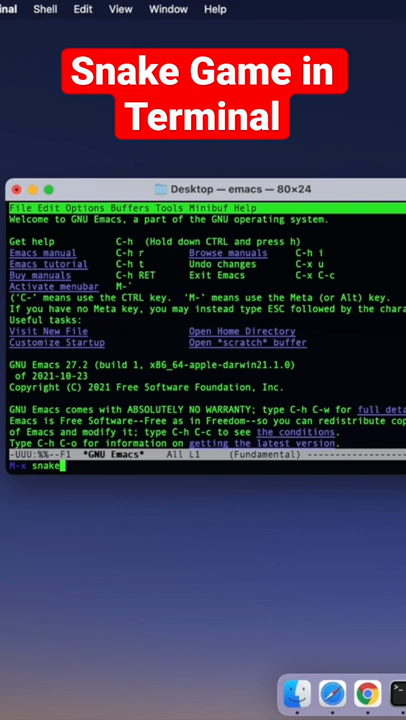 Shell Edit View Window Help
Snake Game in
Terminal
Desktop — emacs — 80×24
File Edit Options Buffers Tools Minibuf Help
Welcome to GNU Emacs, a part of the GNU operating system.
Get help C-h (Hold down CTRL and press h)
Emacs manual C-h r Browse manuals C-h i
Emacs tutorial C-h t Undo changes C-x u
Buy manuals C-h RET Exit Emacs C-x C-c
Activate menubar M-`
(‘C-’ means use the CTRL key. ‘M-’ means use the Meta (or Alt) key.
If you have no Meta key, you may instead type ESC followed by the chara
Useful tasks:
Visit New File Open Home Directory
Customize Startup Open *scratch* buffer
GNU Emacs 27.2 (build 1, x86_64-apple-darwin21.1.0)
of 2021-10-23
Copyright (C) 2021 Free Software Foundation, Inc.
GNU Emacs comes with ABSOLUTELY NO WARRANTY; type C-h C-w for full deta
Emacs is Free Software--Free as in Freedom--so you can redistribute cop
of Emacs and modify it; type C-h C-c to see the conditions.
Type C-h C-o for information on getting the latest version.
-UUU:%%--F1 *GNU Emacs* All L1 (Fundamental) ------------
M-x snake